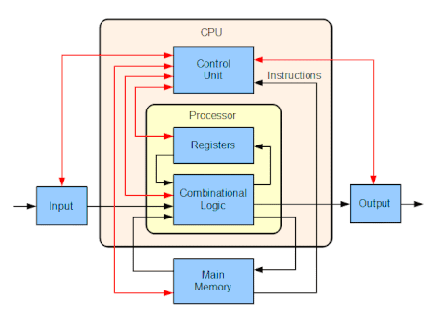 CPU
Control
Unit
Instructions
Processor
Registers
Combinational
Logic
Input
Output
Main
Memory